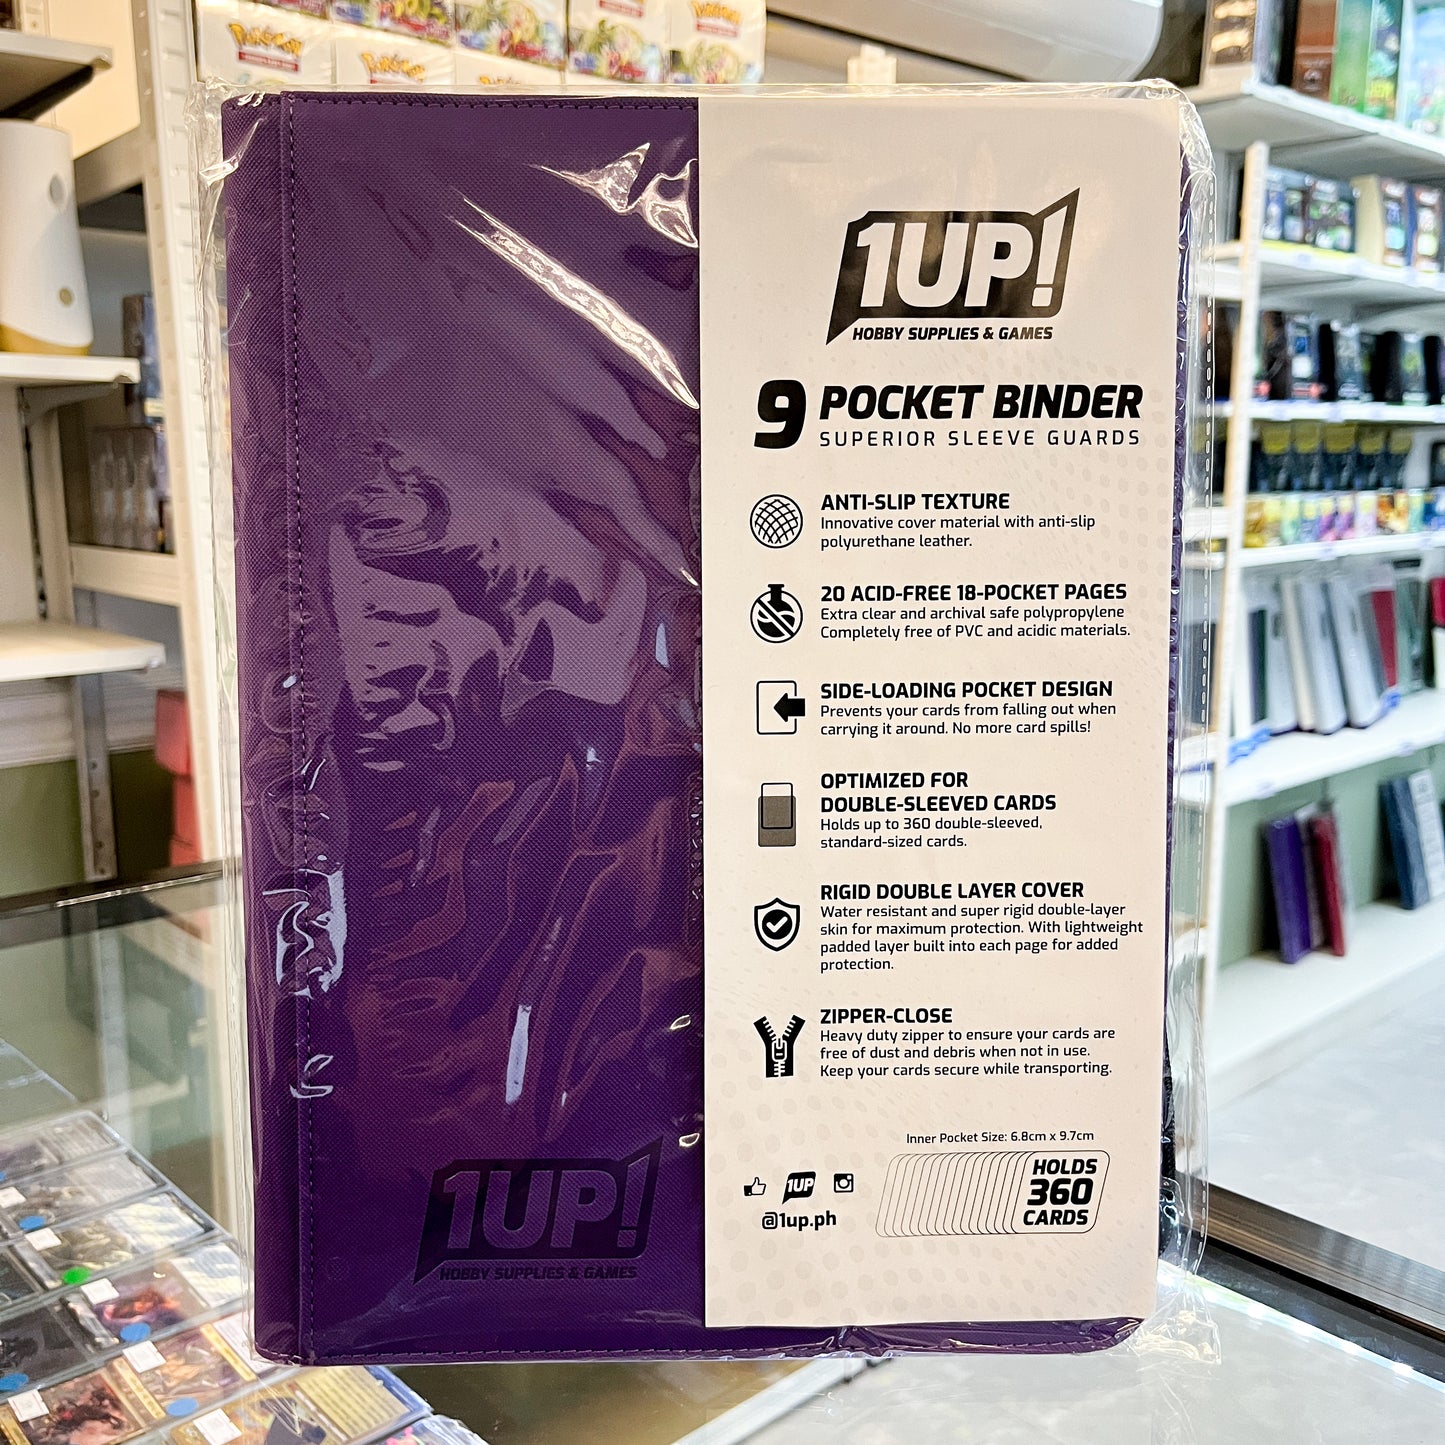 Pokémon
Pokémon
Pokémon
1UP!
HOBBY SUPPLIES & GAMES
9 POCKET BINDER
SUPERIOR SLEEVE GUARDS
ANTI-SLIP TEXTURE
Innovative cover material with anti-slip
polyurethane leather.
20 ACID-FREE 18-POCKET PAGES
Extra clear and archival safe polypropylene
Completely free of PVC and acidic materials.
SIDE-LOADING POCKET DESIGN
Prevents your cards from falling out when
carrying it around. No more card spills!
OPTIMIZED FOR
DOUBLE-SLEEVED CARDS
Holds up to 360 double-sleeved,
standard-sized cards.
RIGID DOUBLE LAYER COVER
Water resistant and super rigid double-layer
skin for maximum protection. With lightweight
padded layer built into each page for added
protection.
ZIPPER-CLOSE
Heavy duty zipper to ensure your cards are
free of dust and debris when not in use.
Keep your cards secure while transporting.
Inner Pocket Size: 6.8cm x 9.7cm
HOLDS
360
CARDS
1UP
@1up.ph
1UP!
HOBBY SUPPLIES & GAMES